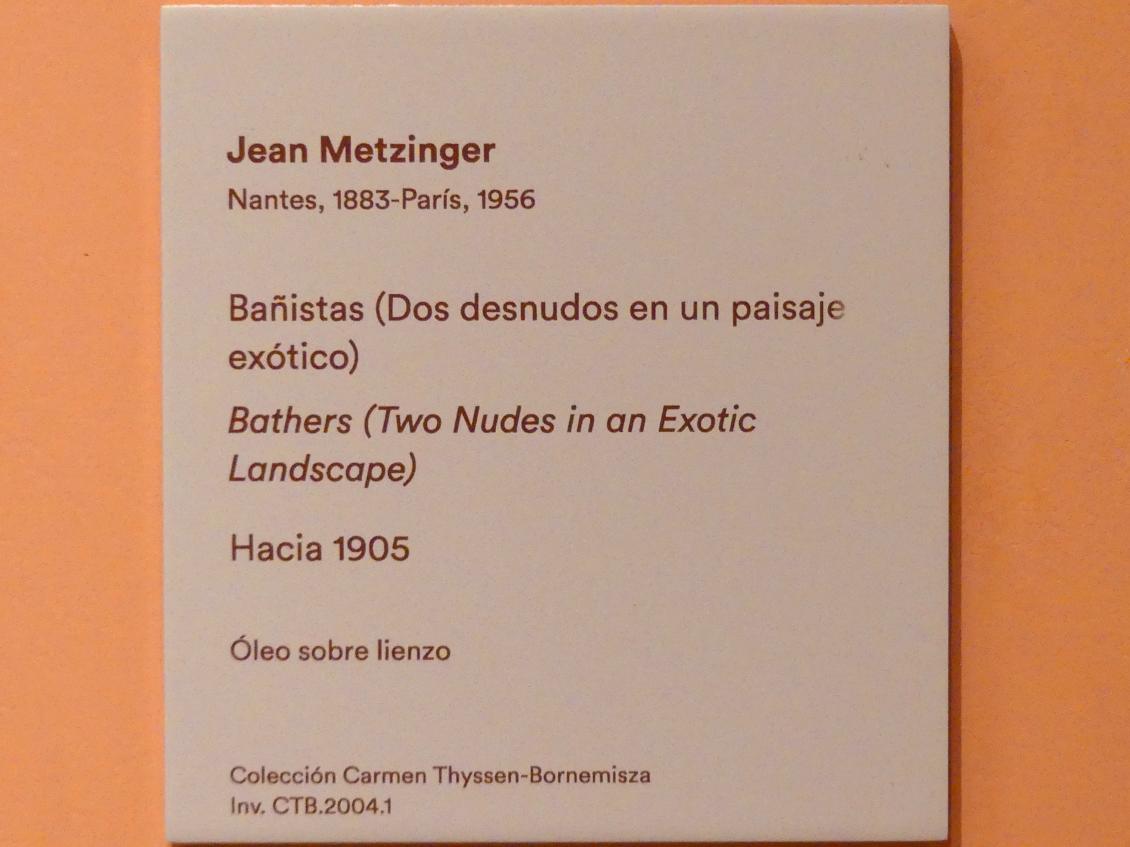 Jean Metzinger
Nantes, 1883-París, 1956
Bañistas (Dos desnudos en un paisaje
exótico)
Bathers (Two Nudes in an Exotic
Landscape)
Hacia 1905
Óleo sobre lienzo
Colección Carmen Thyssen-Bornemisza
Inv. CTB.2004.1